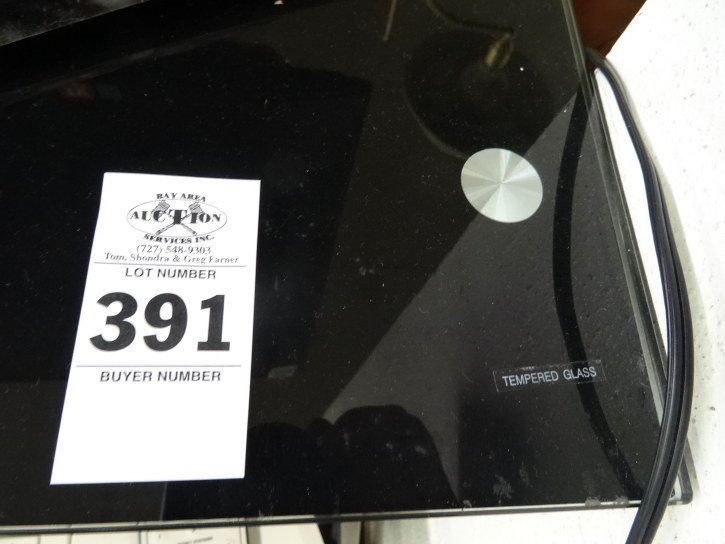 BAY AREA
AUCTION
SERVICES INC.
(727) 548-9303
Tom, Shondra & Greg Farner
LOT NUMBER
391
BUYER NUMBER
TEMPERED GLASS